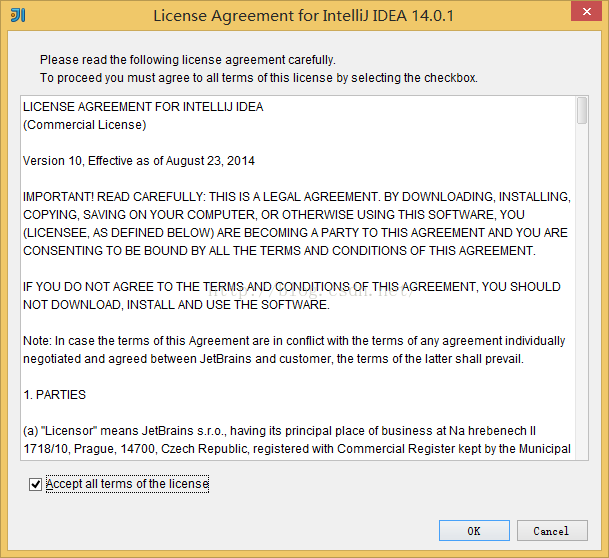 License Agreement for IntelliJ IDEA 14.0.1
Please read the following license agreement carefully.
To proceed you must agree to all terms of this license by selecting the checkbox.
LICENSE AGREEMENT FOR INTELLIJ IDEA
(Commercial License)
Version 10, Effective as of August 23, 2014
IMPORTANT! READ CAREFULLY: THIS IS A LEGAL AGREEMENT. BY DOWNLOADING, INSTALLING,
COPYING, SAVING ON YOUR COMPUTER, OR OTHERWISE USING THIS SOFTWARE, YOU
(LICENSEE, AS DEFINED BELOW) ARE BECOMING A PARTY TO THIS AGREEMENT AND YOU ARE
CONSENTING TO BE BOUND BY ALL THE TERMS AND CONDITIONS OF THIS AGREEMENT.
IF YOU DO NOT AGREE TO THE TERMS AND CONDITIONS OF THIS AGREEMENT, YOU SHOULD
NOT DOWNLOAD, INSTALL AND USE THE SOFTWARE.
http://blog.csdn.net/
Note: In case the terms of this Agreement are in conflict with the terms of any agreement individually
negotiated and agreed between JetBrains and customer, the terms of the latter shall prevail.
1. PARTIES
(a) "Licensor" means JetBrains s.r.o., having its principal place of business at Na hrebenech II
1718/10, Prague, 14700, Czech Republic, registered with Commercial Register kept by the Municipal
Accept all terms of the license
OK
Cancel